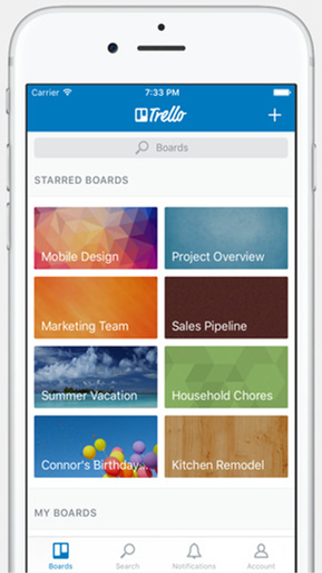 Carrier 7:33 PM
Trello
Boards
STARRED BOARDS
Mobile Design
Project Overview
Marketing Team
Sales Pipeline
Summer Vacation
Household Chores
Connor's Birthday...
Kitchen Remodel
MY BOARDS
Boards Search Notifications Account